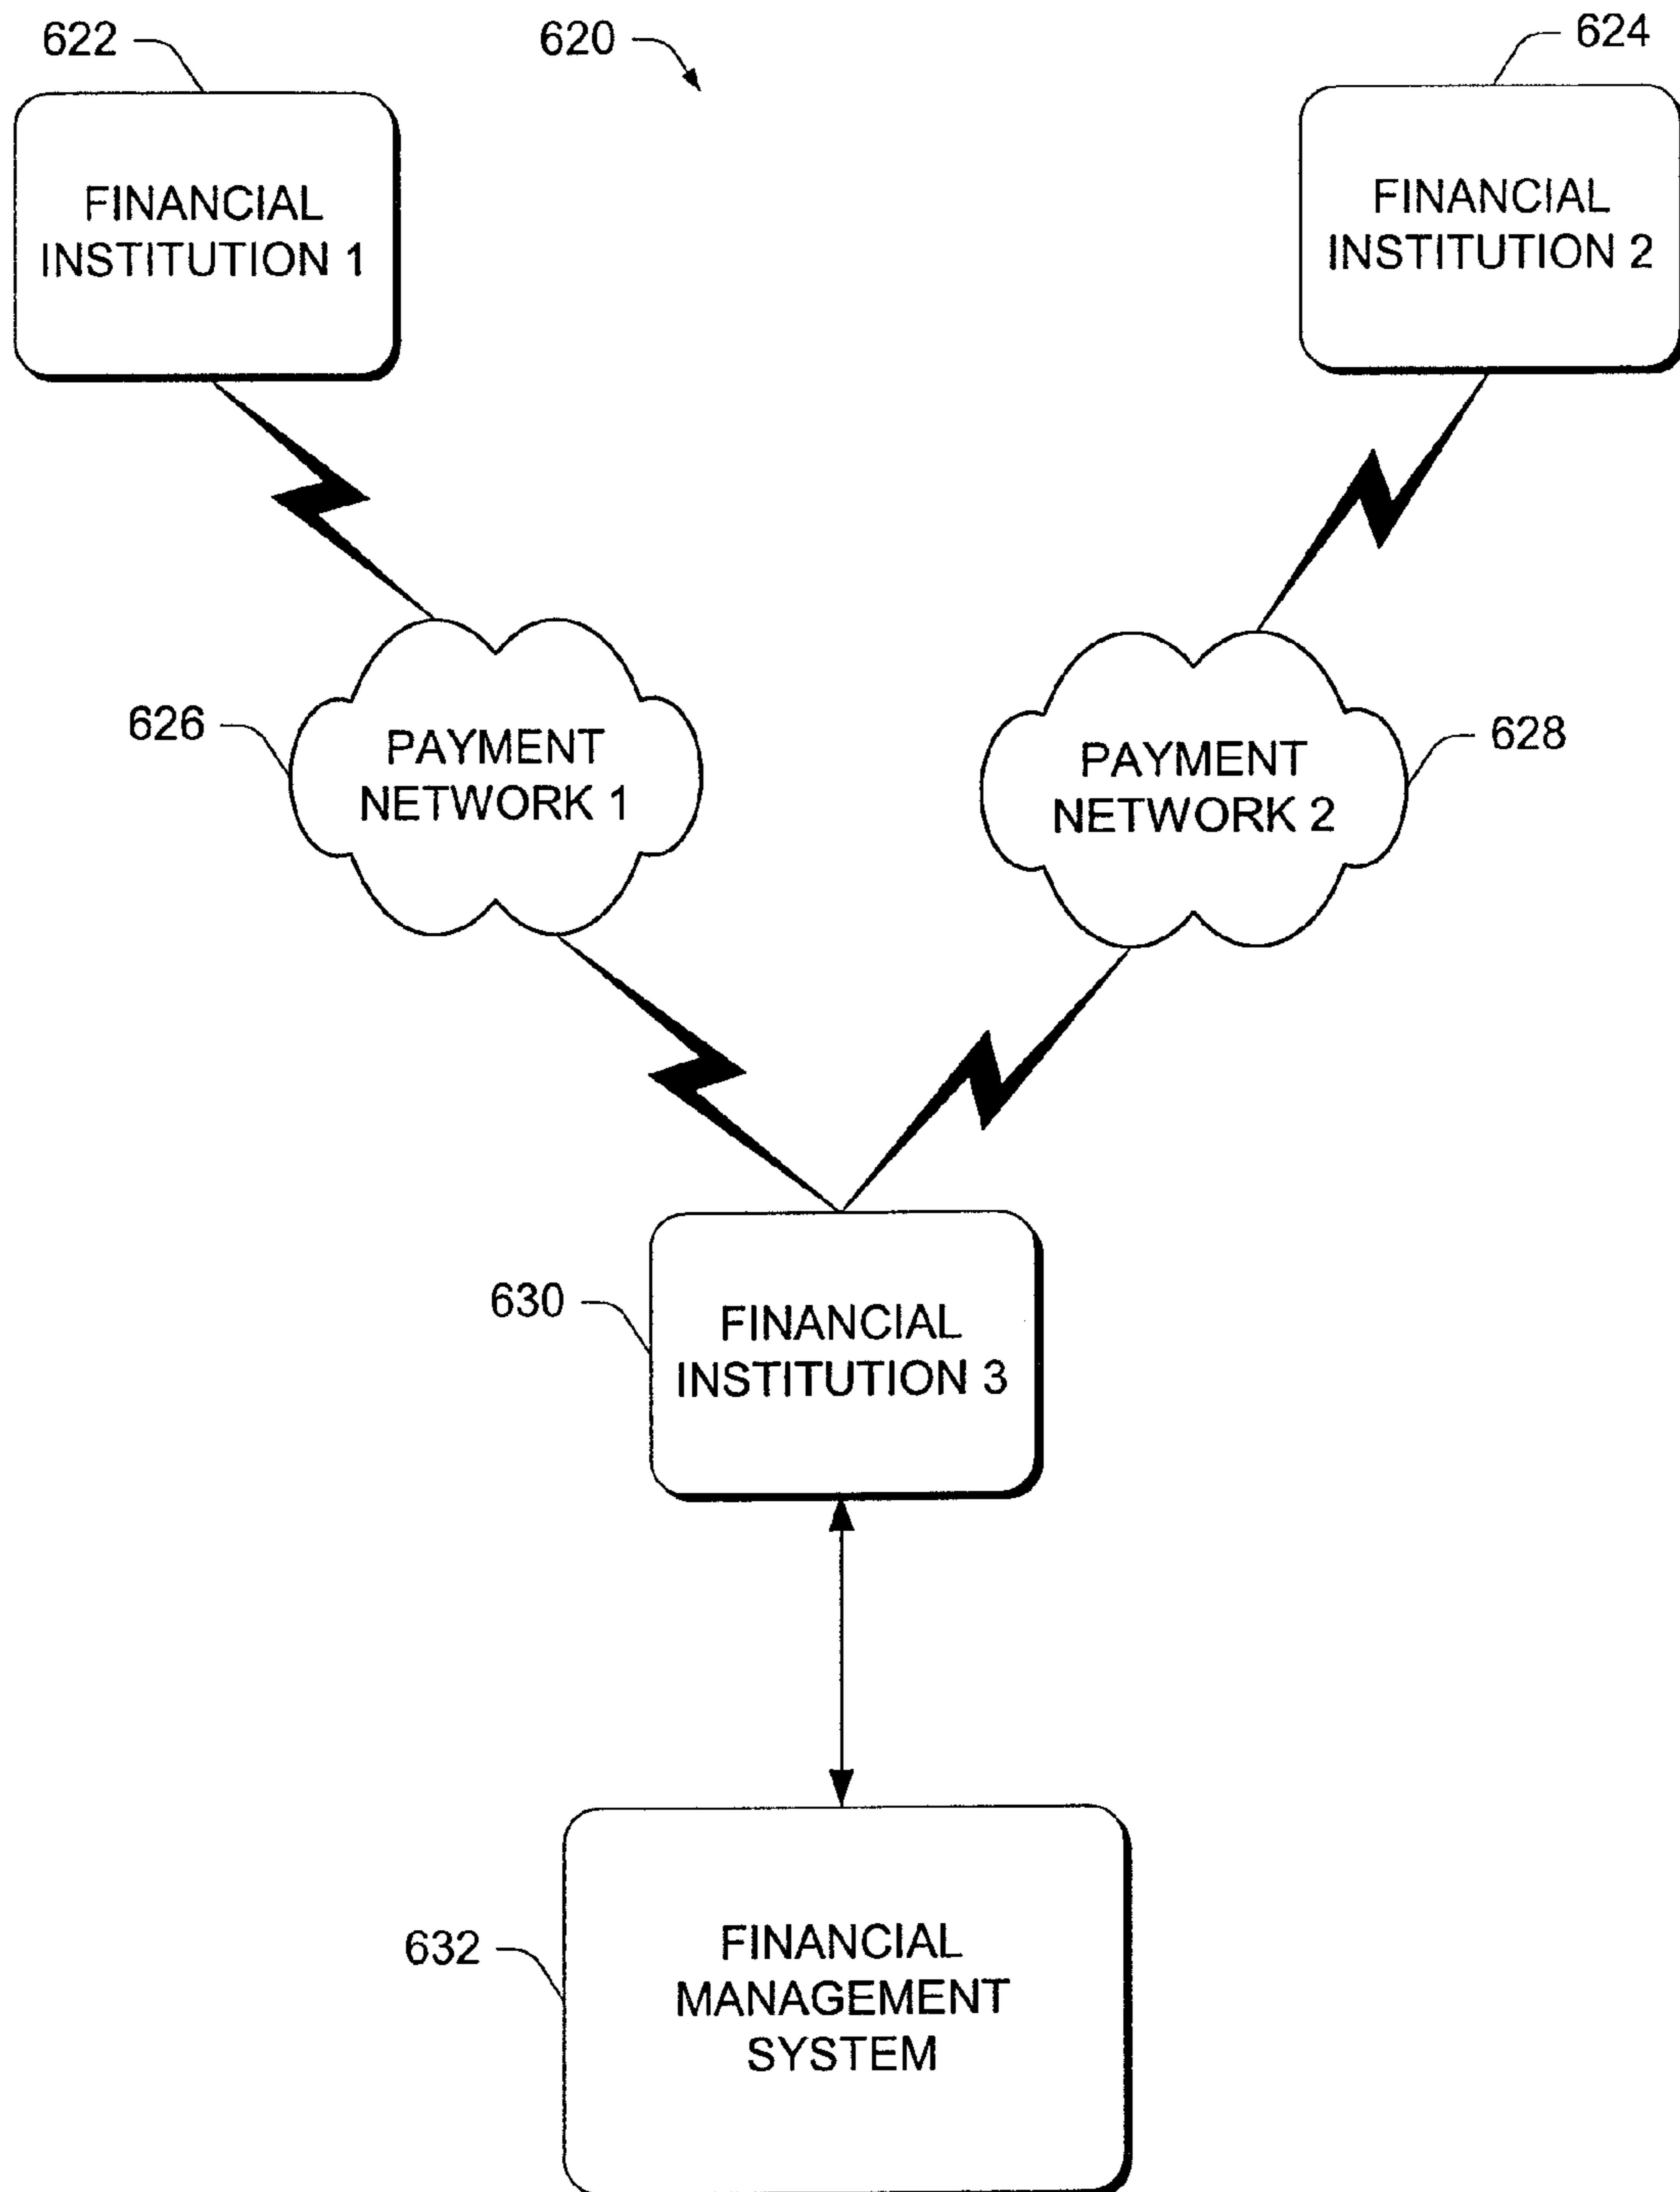 622
620
624
FINANCIAL
INSTITUTION 1
FINANCIAL
INSTITUTION 2
626
PAYMENT
NETWORK 1
PAYMENT
NETWORK 2
628
630
FINANCIAL
INSTITUTION 3
632
FINANCIAL
MANAGEMENT
SYSTEM